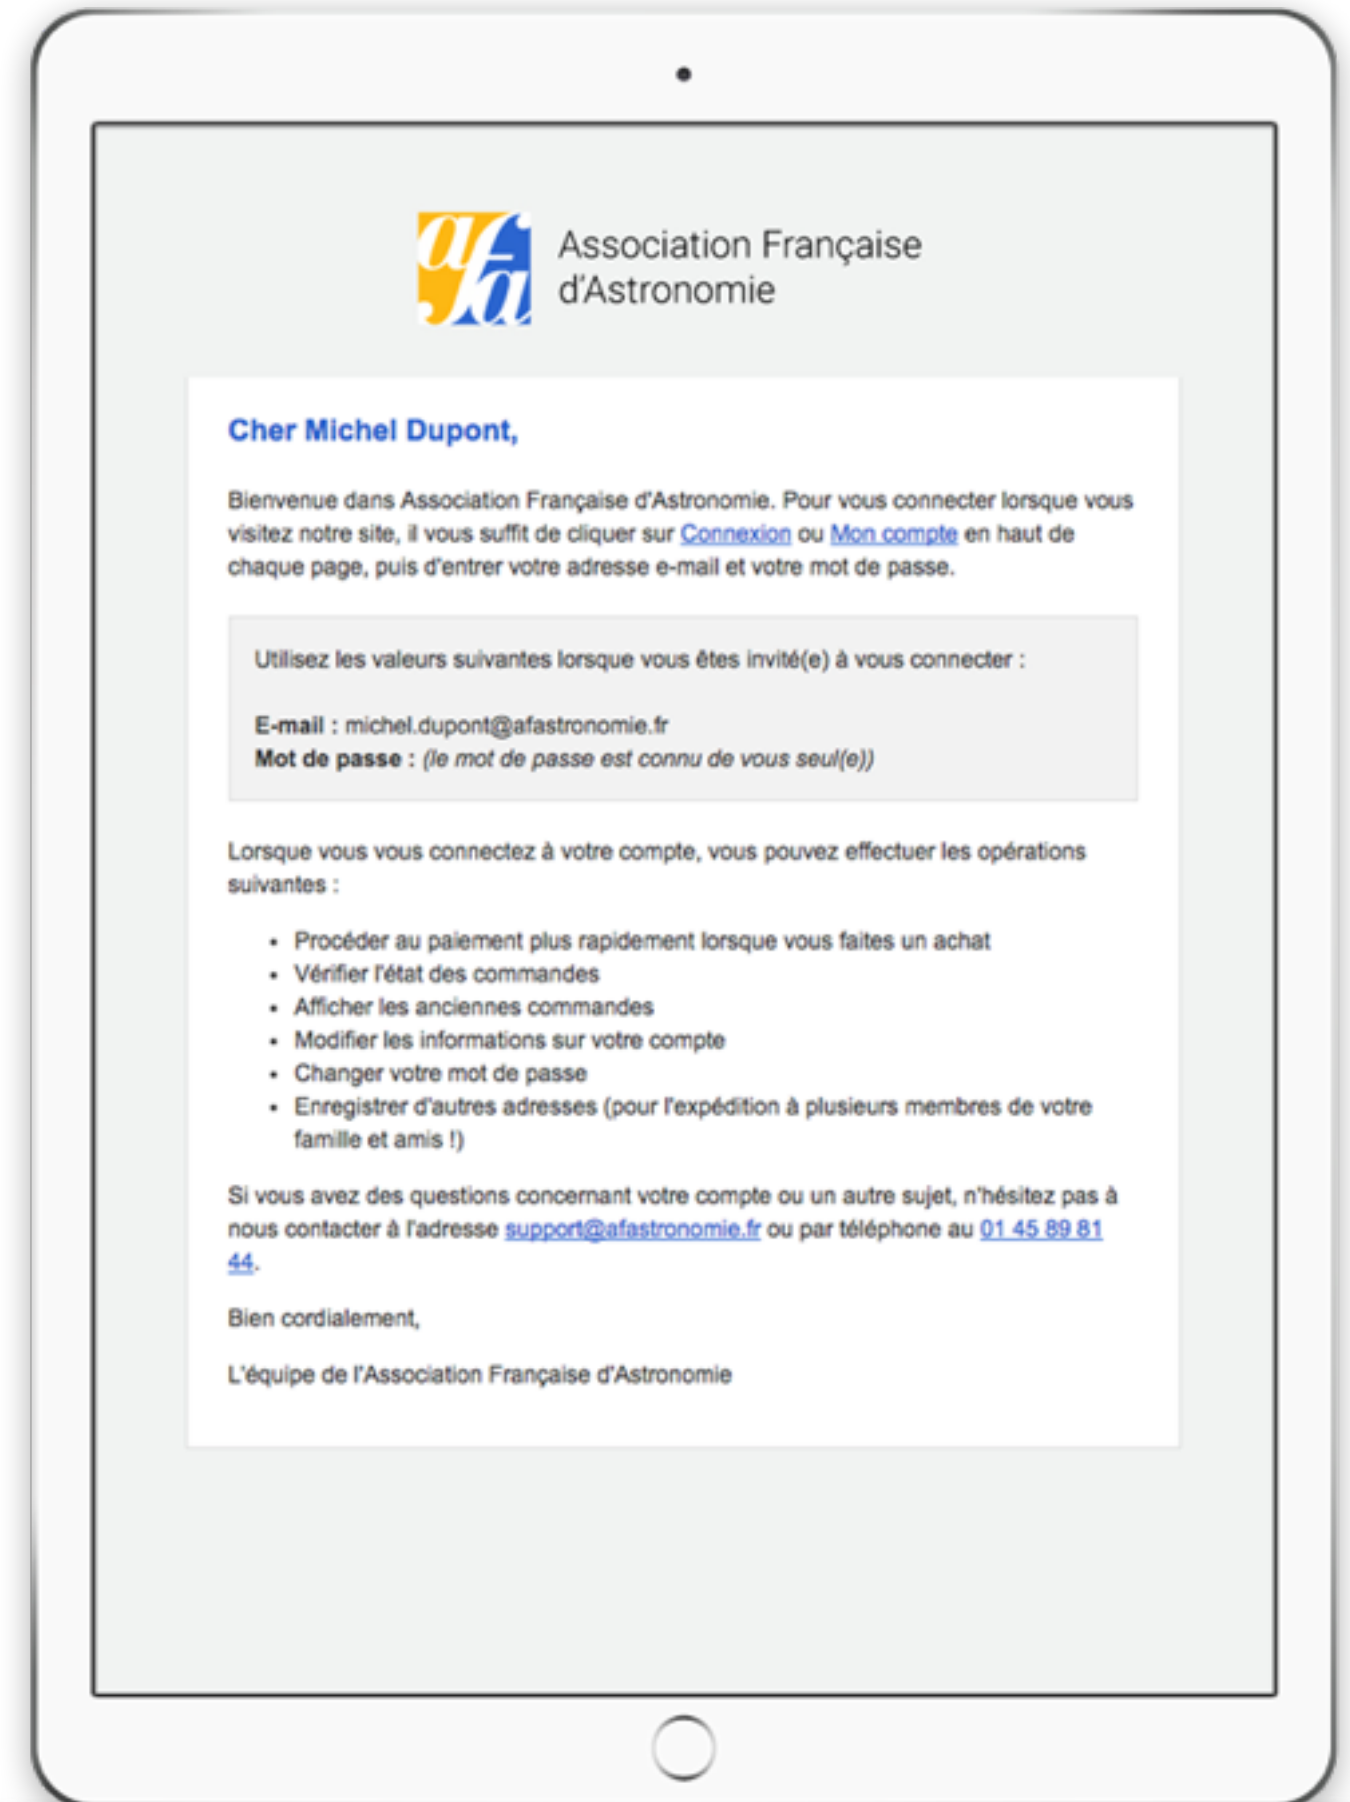 afa
Association Française
d'Astronomie
Cher Michel Dupont,
Bienvenue dans Association Française d'Astronomie. Pour vous connecter lorsque vous
visitez notre site, il vous suffit de cliquer sur Connexion ou Mon compte en haut de
chaque page, puis d'entrer votre adresse e-mail et votre mot de passe.
Utilisez les valeurs suivantes lorsque vous êtes invité(e) à vous connecter :
E-mail : michel.dupont@afastronomie.fr
Mot de passe : (le mot de passe est connu de vous seul(e))
Lorsque vous vous connectez à votre compte, vous pouvez effectuer les opérations
suivantes :
• Procéder au paiement plus rapidement lorsque vous faites un achat
• Vérifier l'état des commandes
• Afficher les anciennes commandes
• Modifier les informations sur votre compte
• Changer votre mot de passe
• Enregistrer d'autres adresses (pour l'expédition à plusieurs membres de votre
famille et amis !)
Si vous avez des questions concernant votre compte ou un autre sujet, n'hésitez pas à
nous contacter à l'adresse support@afastronomie.fr ou par téléphone au 01 45 89 81
44.
Bien cordialement,
L'équipe de l'Association Française d'Astronomie